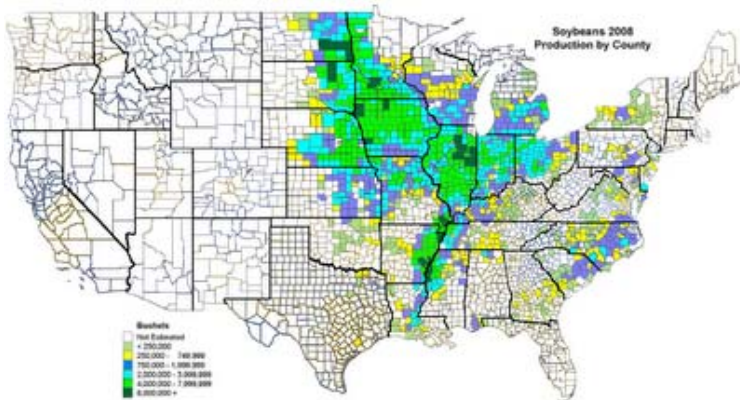 Soybeans 2008
Production by County
Bushels
Not Estimated
< 250,000
250,000 - 749,999
750,000 - 1,999,999
2,000,000 - 3,999,999
4,000,000 - 7,999,999
8,000,000 +